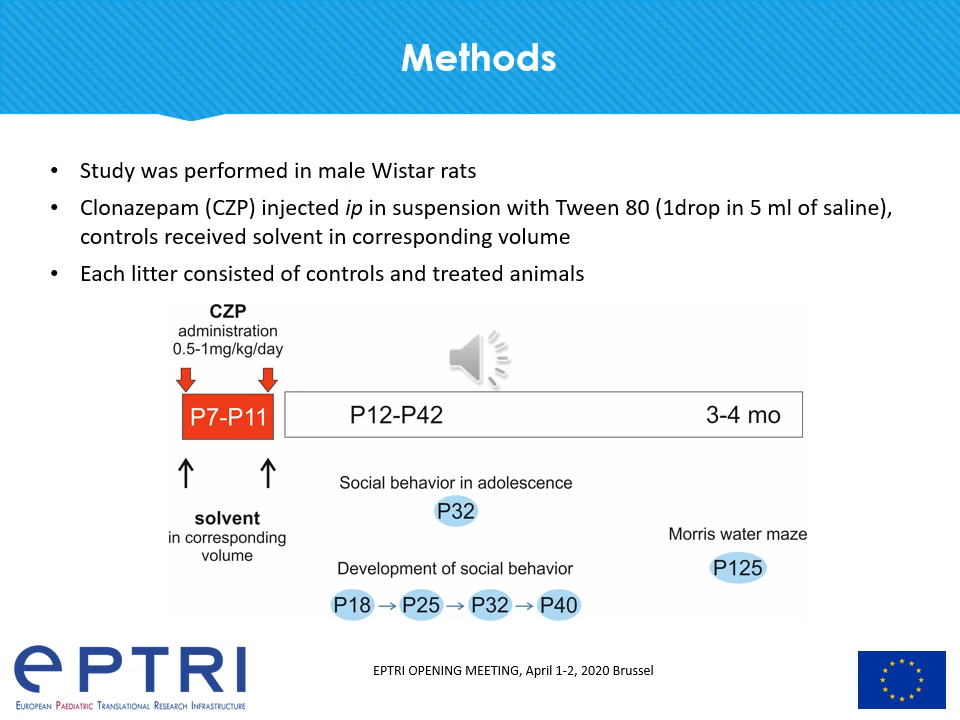 Methods
• Study was performed in male Wistar rats
• Clonazepam (CZP) injected ip in suspension with Tween 80 (1drop in 5 ml of saline),
controls received solvent in corresponding volume
• Each litter consisted of controls and treated animals
CZP
administration
0.5-1mg/kg/day
P7-P11
P12-P42
3-4 mo
solvent
in corresponding
volume
Social behavior in adolescence
P32
Development of social behavior
P18 → P25 → P32 → P40
Morris water maze
P125
ePTRI
EUROPEAN PAEDIATRIC TRANSLATIONAL RESEARCH INFRASTRUCTURE
EPTRI OPENING MEETING, April 1-2, 2020 Brussel